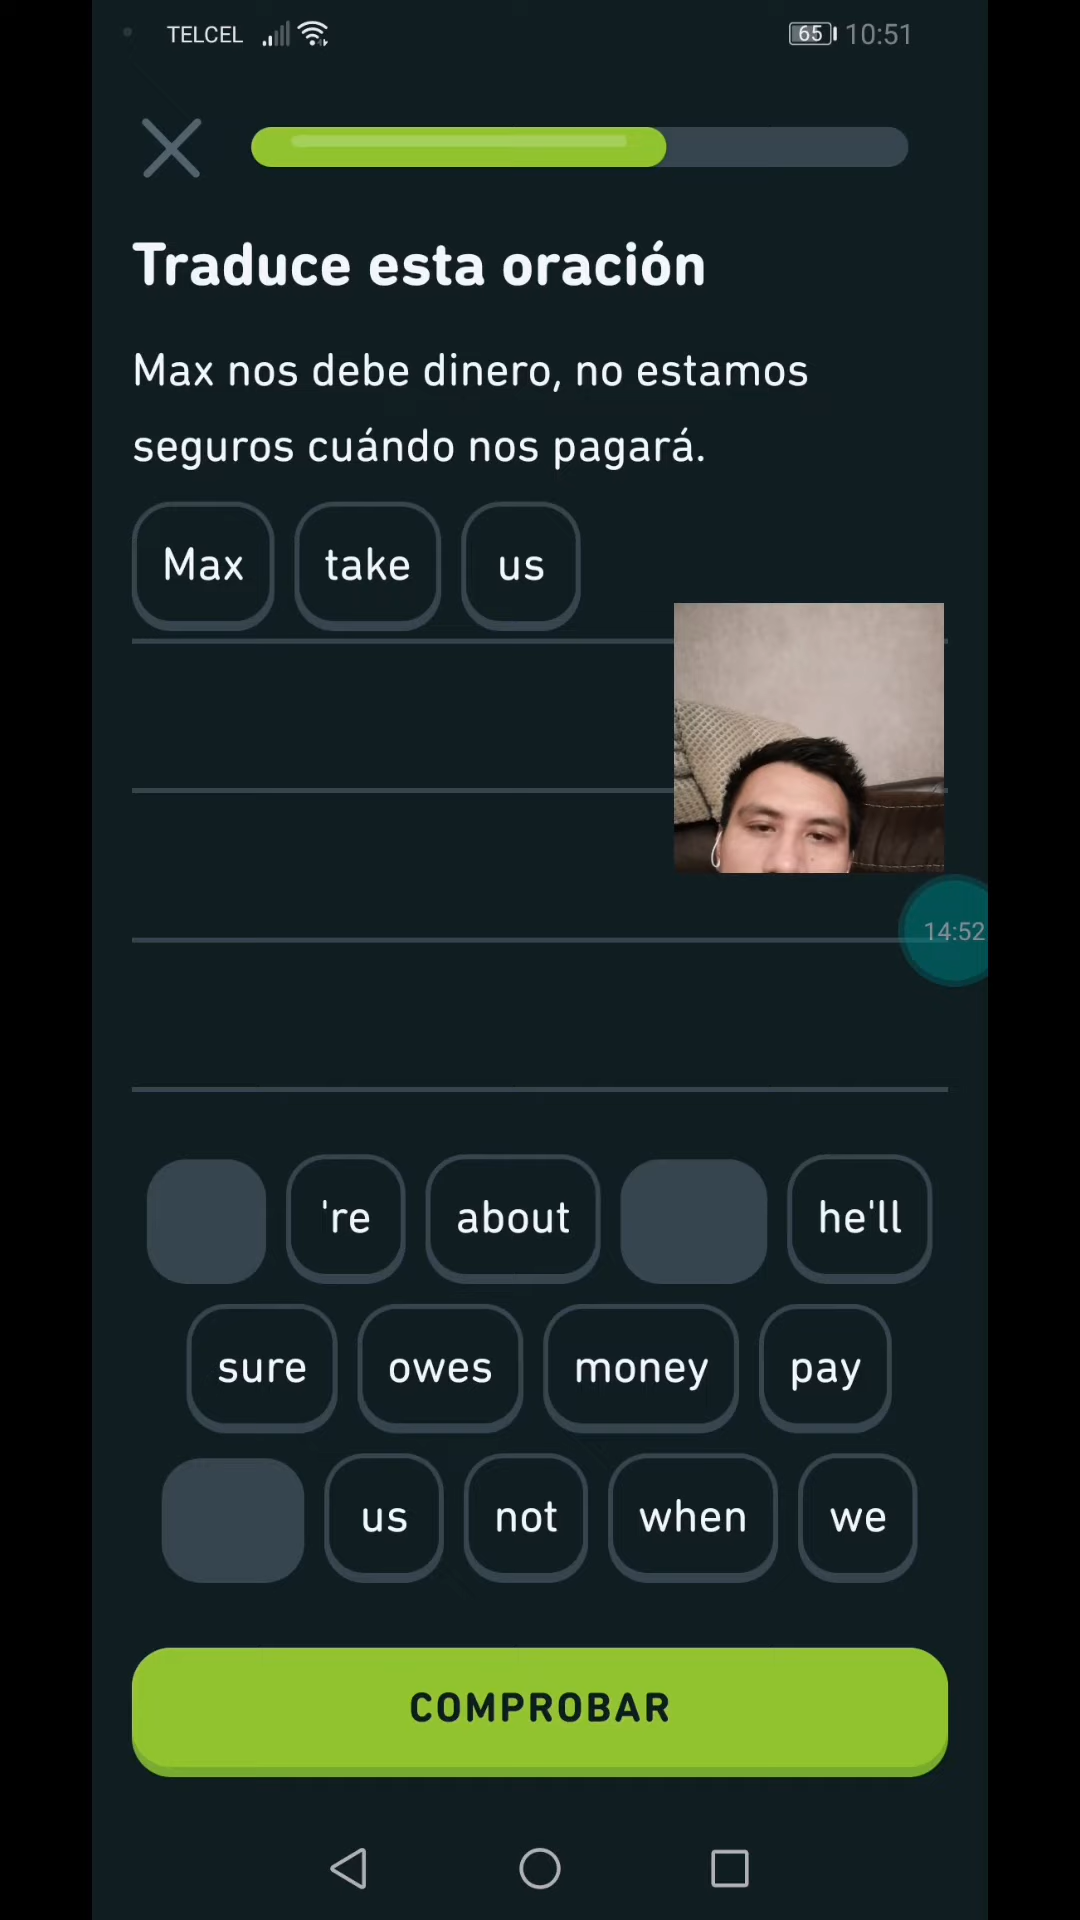 TELCEL 65 10:51
Traduce esta oración
Max nos debe dinero, no estamos
seguros cuándo nos pagará.
Max take us
14:52
're about he'll
sure owes money pay
us not when we
COMPROBAR